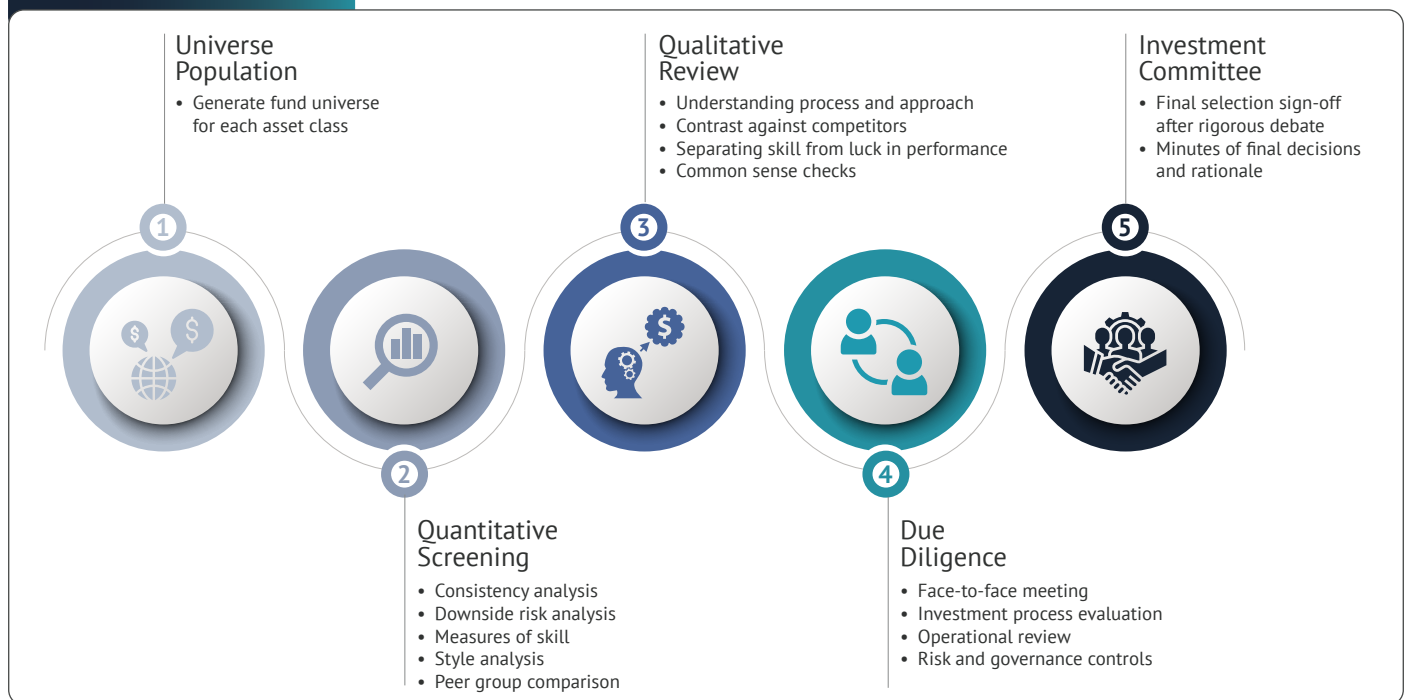 1
Universe
Population
• Generate fund universe
for each asset class
2
Quantitative
Screening
• Consistency analysis
• Downside risk analysis
• Measures of skill
• Style analysis
• Peer group comparison
3
Qualitative
Review
• Understanding process and approach
• Contrast against competitors
• Separating skill from luck in performance
• Common sense checks
4
Due
Diligence
• Face-to-face meeting
• Investment process evaluation
• Operational review
• Risk and governance controls
5
Investment
Committee
• Final selection sign-off
after rigorous debate
• Minutes of final decisions
and rationale
$
$
$